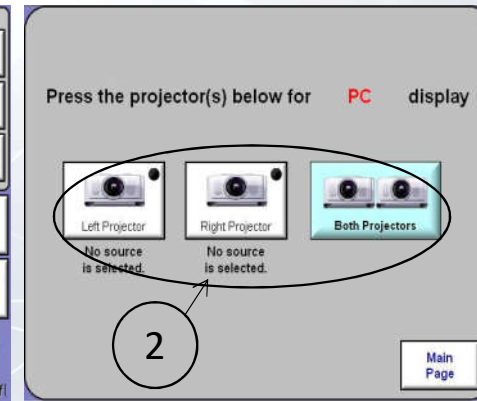 Press the projector(s) below for PC display
Left Projector
Right Projector
Both Projectors
No source
is selected.
No source
is selected.
2
Main
Page